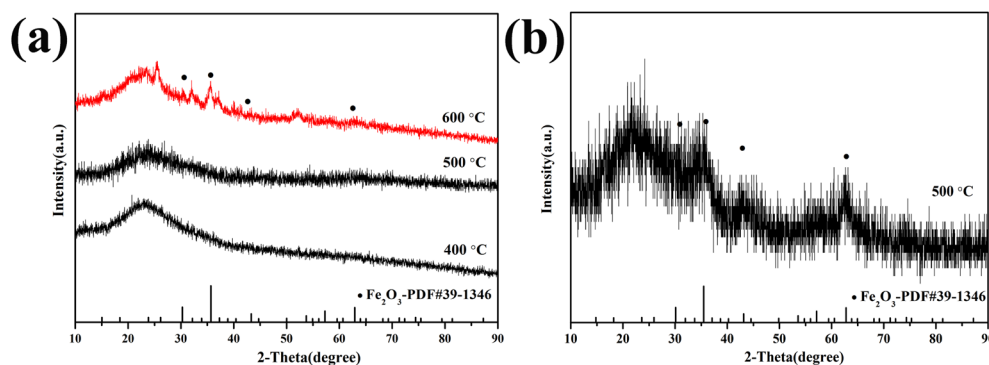 (a)
Intensity(a.u.)
600 °C
500 °C
400 °C
Fe₂O₃-PDF#39-1346
10 20 30 40 50 60 70 80 90
2-Theta(degree)
(b)
Intensity(a.u.)
500 °C
Fe₂O₃-PDF#39-1346
10 20 30 40 50 60 70 80 90
2-Theta(degree)